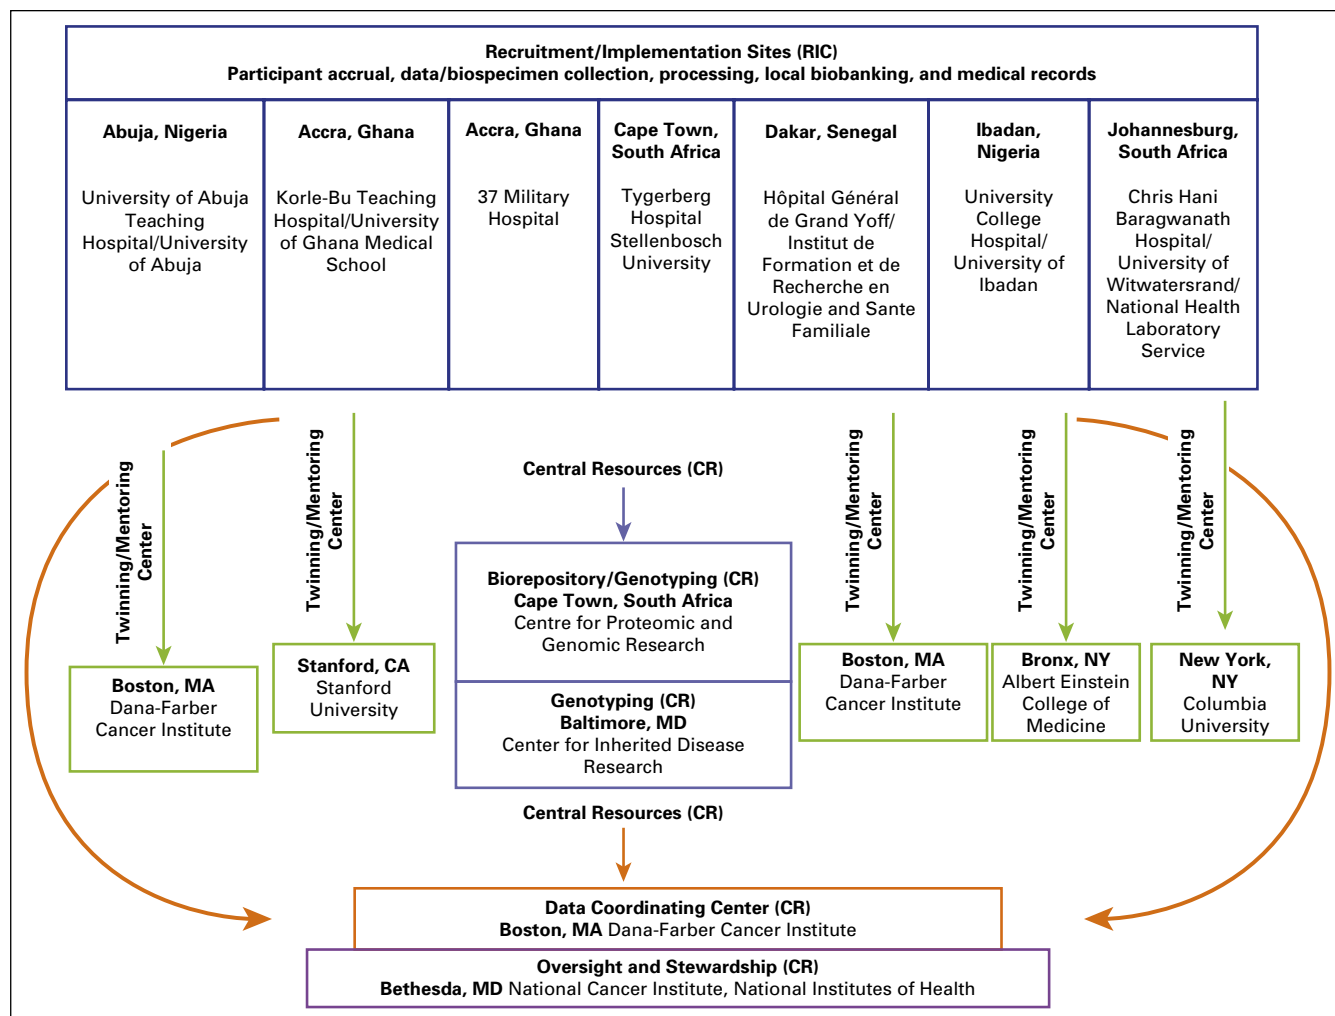 Recruitment/Implementation Sites (RIC)
Participant accrual, data/biospecimen collection, processing, local biobanking, and medical records
Abuja, Nigeria
University of Abuja
Teaching
Hospital/University
of Abuja
Accra, Ghana
Korle-Bu Teaching
Hospital/University
of Ghana Medical
School
Accra, Ghana
37 Military
Hospital
Cape Town,
South Africa
Tygerberg
Hospital
Stellenbosch
University
Dakar, Senegal
Hôpital Général
de Grand Yoff/
Institut de
Formation et de
Recherche en
Urologie and Sante
Familiale
Ibadan,
Nigeria
University
College
Hospital/
University of
Ibadan
Johannesburg,
South Africa
Chris Hani
Baragwanath
Hospital/
University of
Witwatersrand/
National Health
Laboratory
Service
Twinning/Mentoring
Center
Twinning/Mentoring
Center
Central Resources (CR)
Twinning/Mentoring
Center
Twinning/Mentoring
Center
Twinning/Mentoring
Center
Boston, MA
Dana-Farber
Cancer Institute
Stanford, CA
Stanford
University
Biorepository/Genotyping (CR)
Cape Town, South Africa
Centre for Proteomic and
Genomic Research
Genotyping (CR)
Baltimore, MD
Center for Inherited Disease
Research
Boston, MA
Dana-Farber
Cancer Institute
Bronx, NY
Albert Einstein
College of
Medicine
New York,
NY
Columbia
University
Central Resources (CR)
Data Coordinating Center (CR)
Boston, MA Dana-Farber Cancer Institute
Oversight and Stewardship (CR)
Bethesda, MD National Cancer Institute, National Institutes of Health